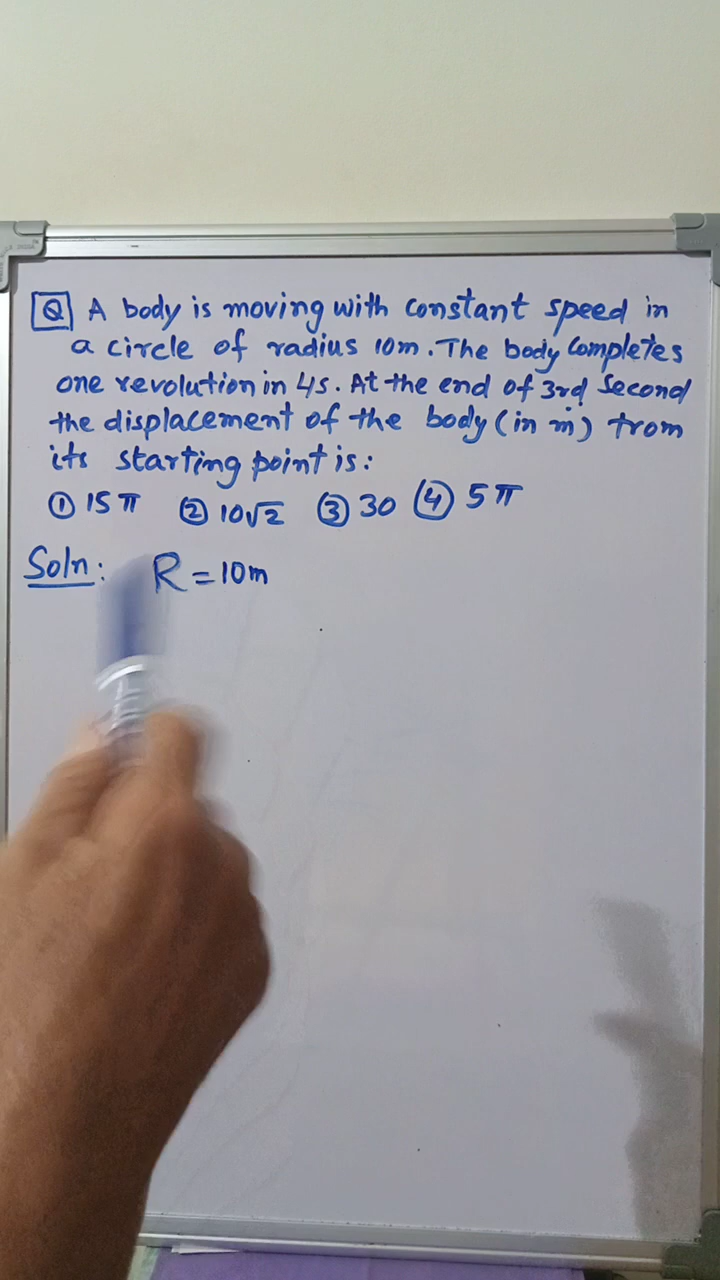 Q A body is moving with constant speed in
a circle of radius 10m. The body completes
one revolution in 4s. At the end of 3rd second
the displacement of the body (in m) from
its starting point is:
① 15π ② 10√2 ③ 30 ④ 5π
Soln: R = 10m